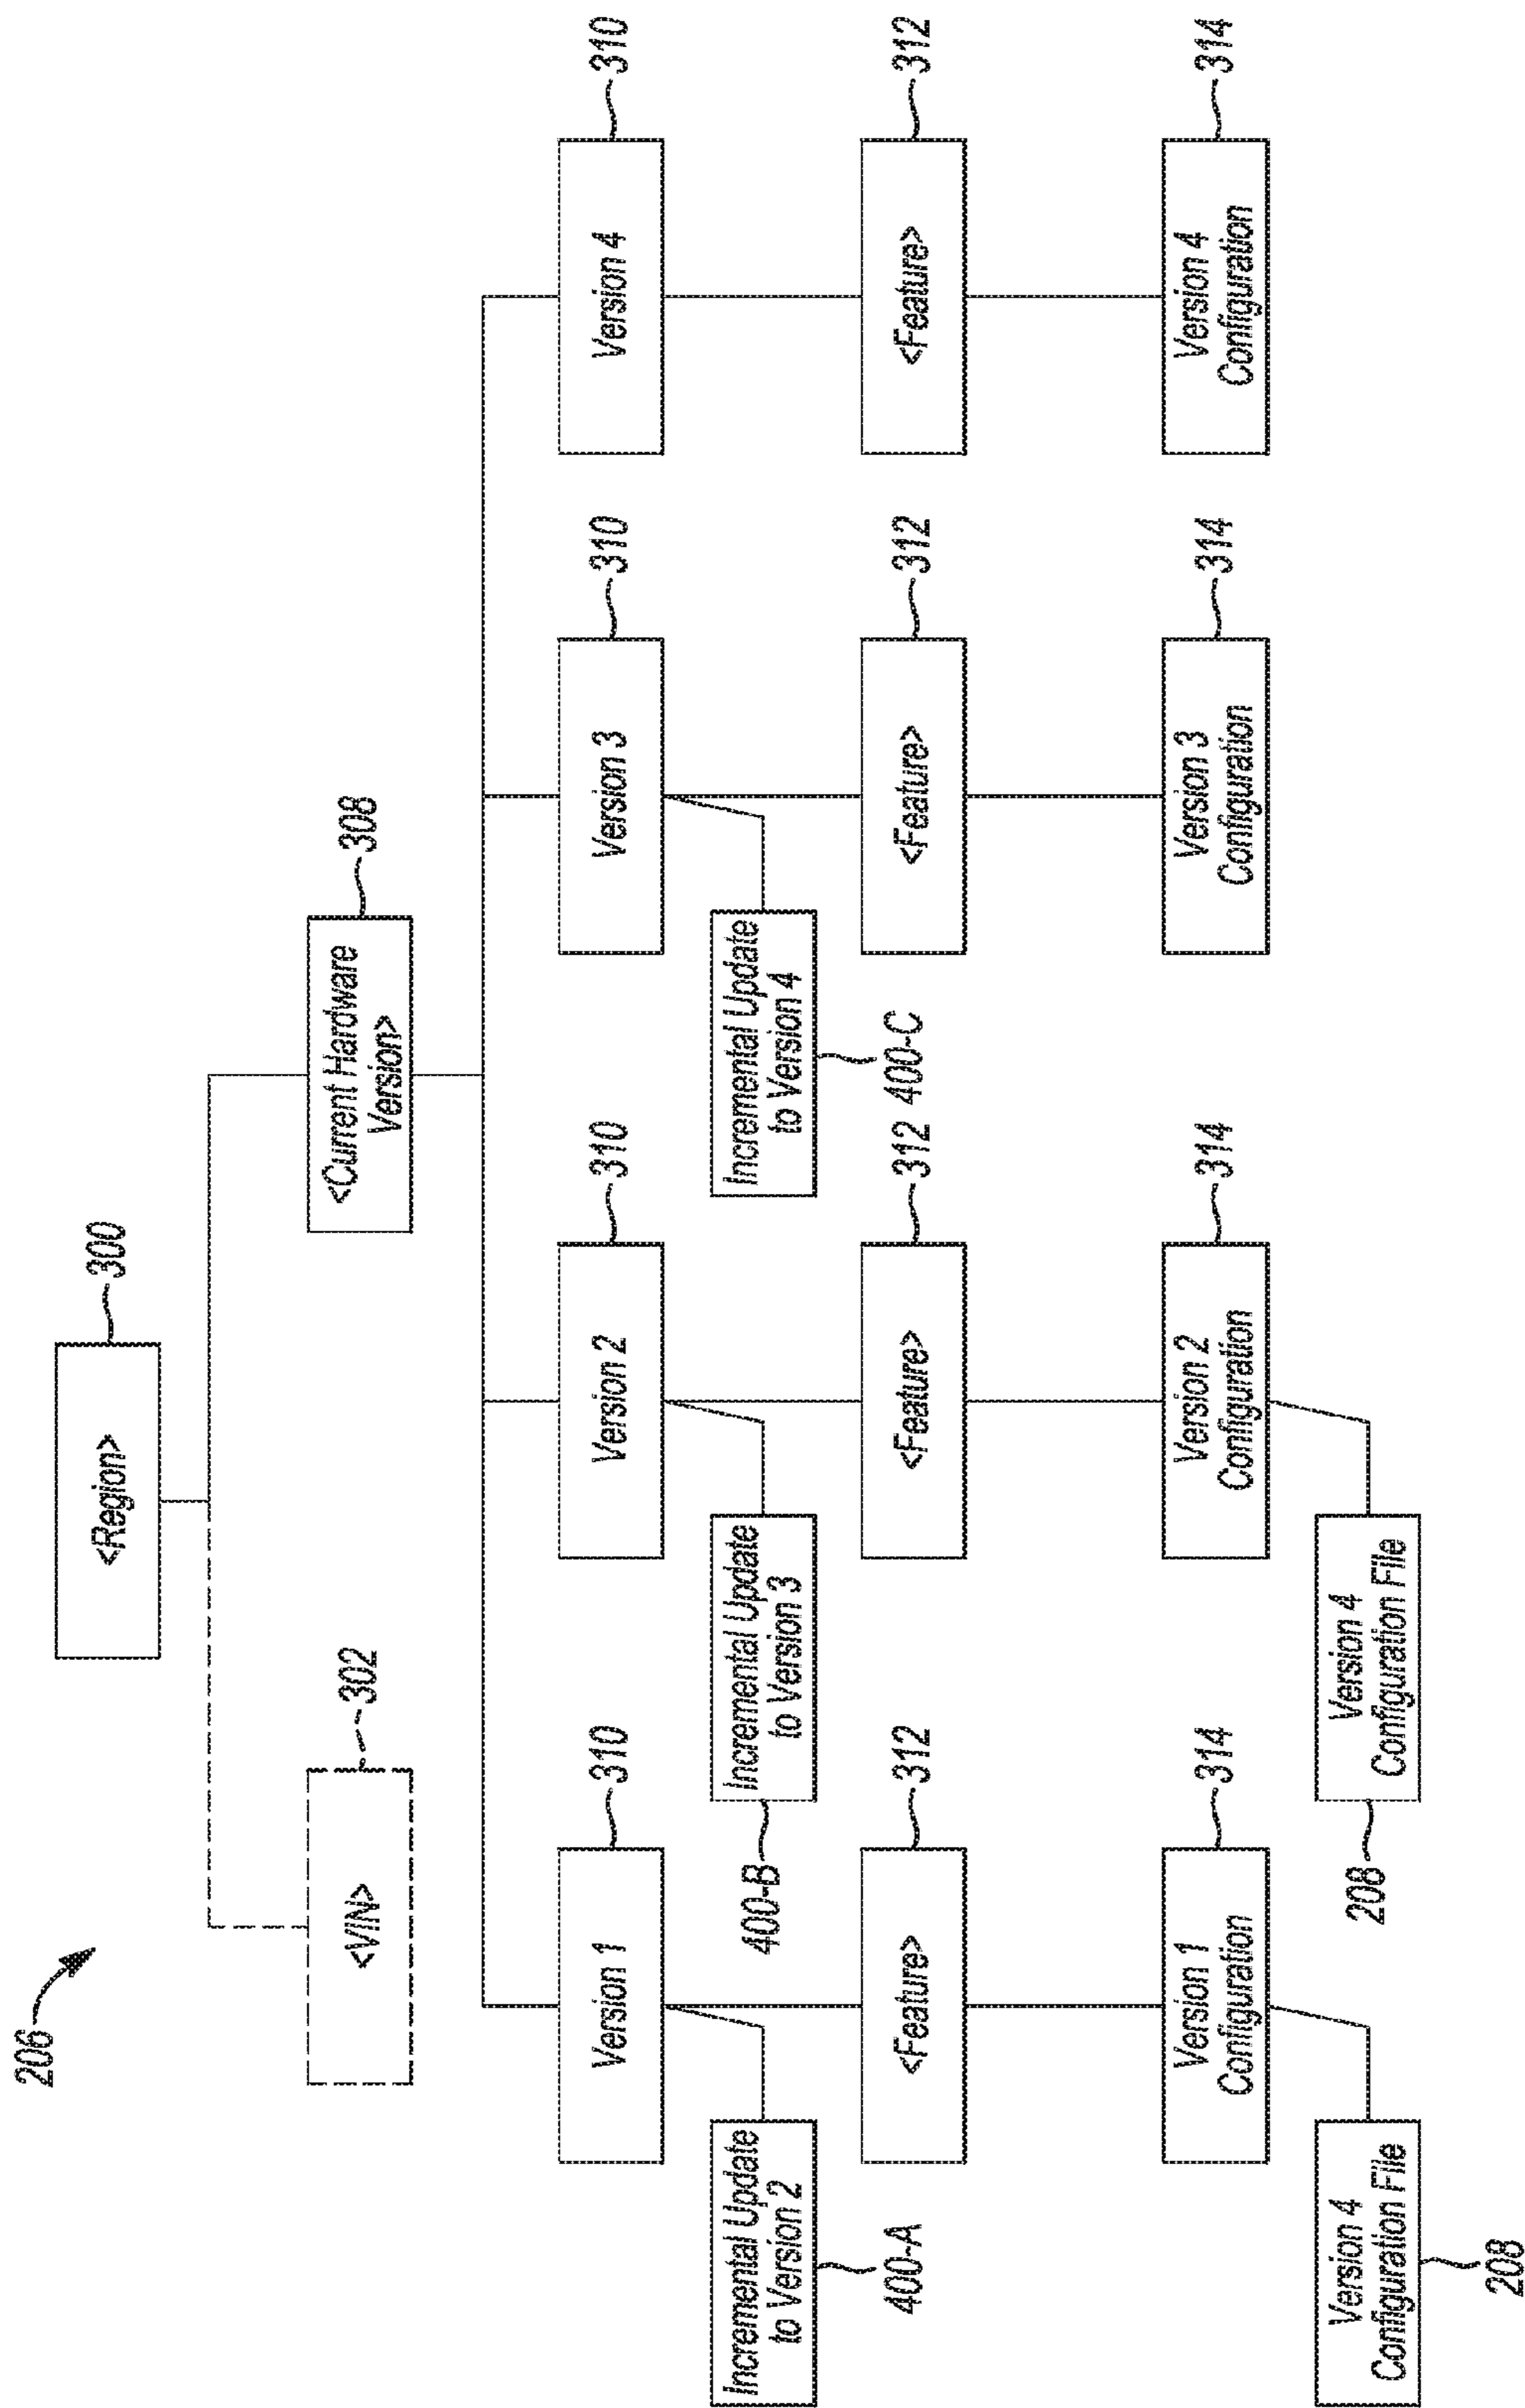 206
<Region>
300
<VIN>
302
<Current Hardware
Version>
308
Version 1
310
Version 2
310
Version 3
310
Version 4
310
Incremental Update
to Version 2
400-A
Incremental Update
to Version 3
400-B
Incremental Update
to Version 4
400-C
<Feature>
312
<Feature>
312
<Feature>
312
<Feature>
312
Version 1
Configuration
314
Version 2
Configuration
314
Version 3
Configuration
314
Version 4
Configuration
314
Version 4
Configuration File
208
Version 4
Configuration File
208